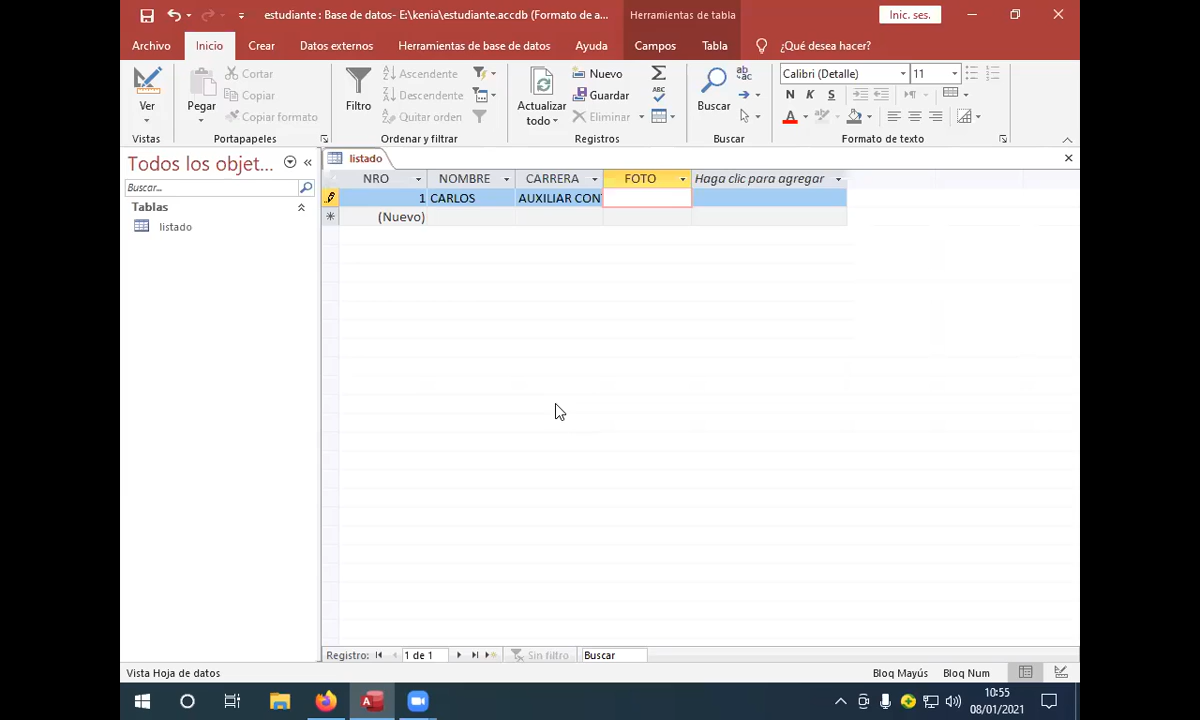 estudiante : Base de datos- E:\kenia\estudiante.accdb (Formato de a...
Herramientas de tabla
Inic. ses.
Archivo
Inicio
Crear
Datos externos
Herramientas de base de datos
Ayuda
Campos
Tabla
¿Qué desea hacer?
Ver
Pegar
Cortar
Copiar
Copiar formato
Filtro
Ascendente
Descendente
Quitar orden
Actualizar
todo
Nuevo
Guardar
Eliminar
Buscar
Calibri (Detalle)
11
N K S
Vistas
Portapapeles
Ordenar y filtrar
Registros
Buscar
Formato de texto
Todos los objet...
Buscar...
Tablas
listado
listado
NRO NOMBRE CARRERA FOTO Haga clic para agregar
1 CARLOS AUXILIAR CONT
(Nuevo)
Registro: 1 de 1 Sin filtro Buscar
Vista Hoja de datos
Bloq Mayús Bloq Num
10:55
08/01/2021